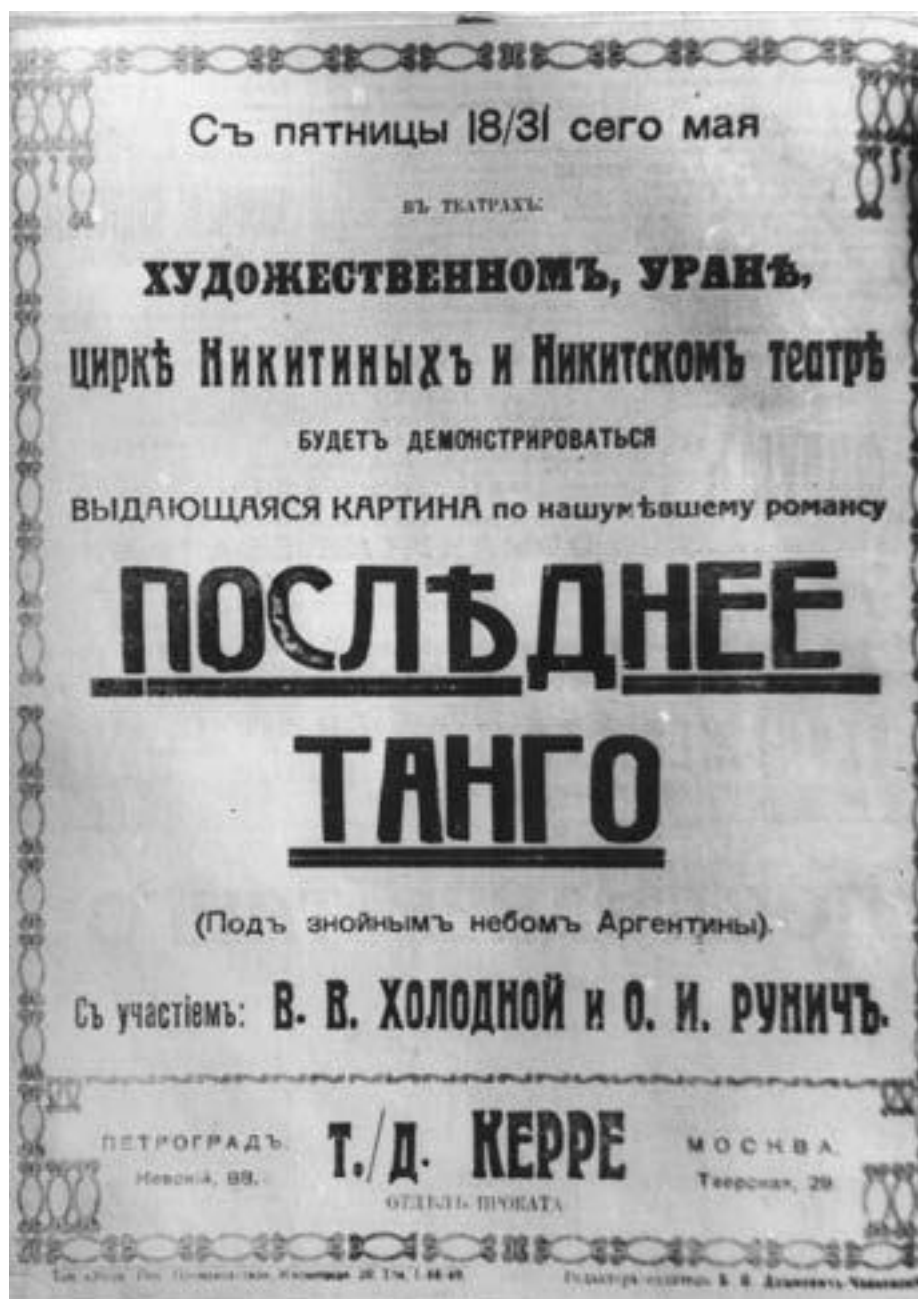 Съ пятницы 18/31 сего мая
ВЪ ТЕАТРАХЪ:
ХУДОЖЕСТВЕННОМЪ, УРАНѢ,
циркѢ Никитиныхъ и Никитскомъ театрѢ
БУДЕТЪ ДЕМОНСТРИРОВАТЬСЯ
ВЫДАЮЩАЯСЯ КАРТИНА по нашумѣвшему романсу
ПОСЛѢДНЕЕ
ТАНГО
(Подъ знойнымъ небомъ Аргентины).
Съ участіемъ: В. В. ХОЛОДНОЙ и О. И. РУНИЧЪ.
ПЕТРОГРАДЪ.
Невскій, 88.
Т./Д. КЕРРЕ
ОТДѢЛЪ ПРОКАТА
МОСКВА.
Тверская, 29
Редакторъ-издатель